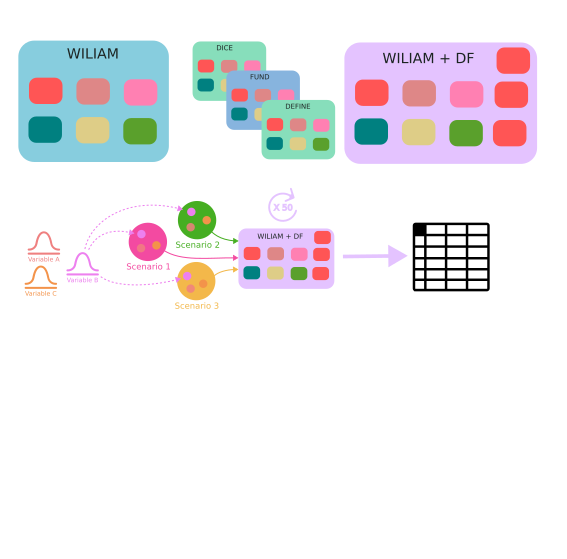 WILIAM
DICE
FUND
DEFINE
WILIAM + DF
X 50
Variable A
Variable B
Variable C
Scenario 1
Scenario 2
Scenario 3
WILIAM + DF